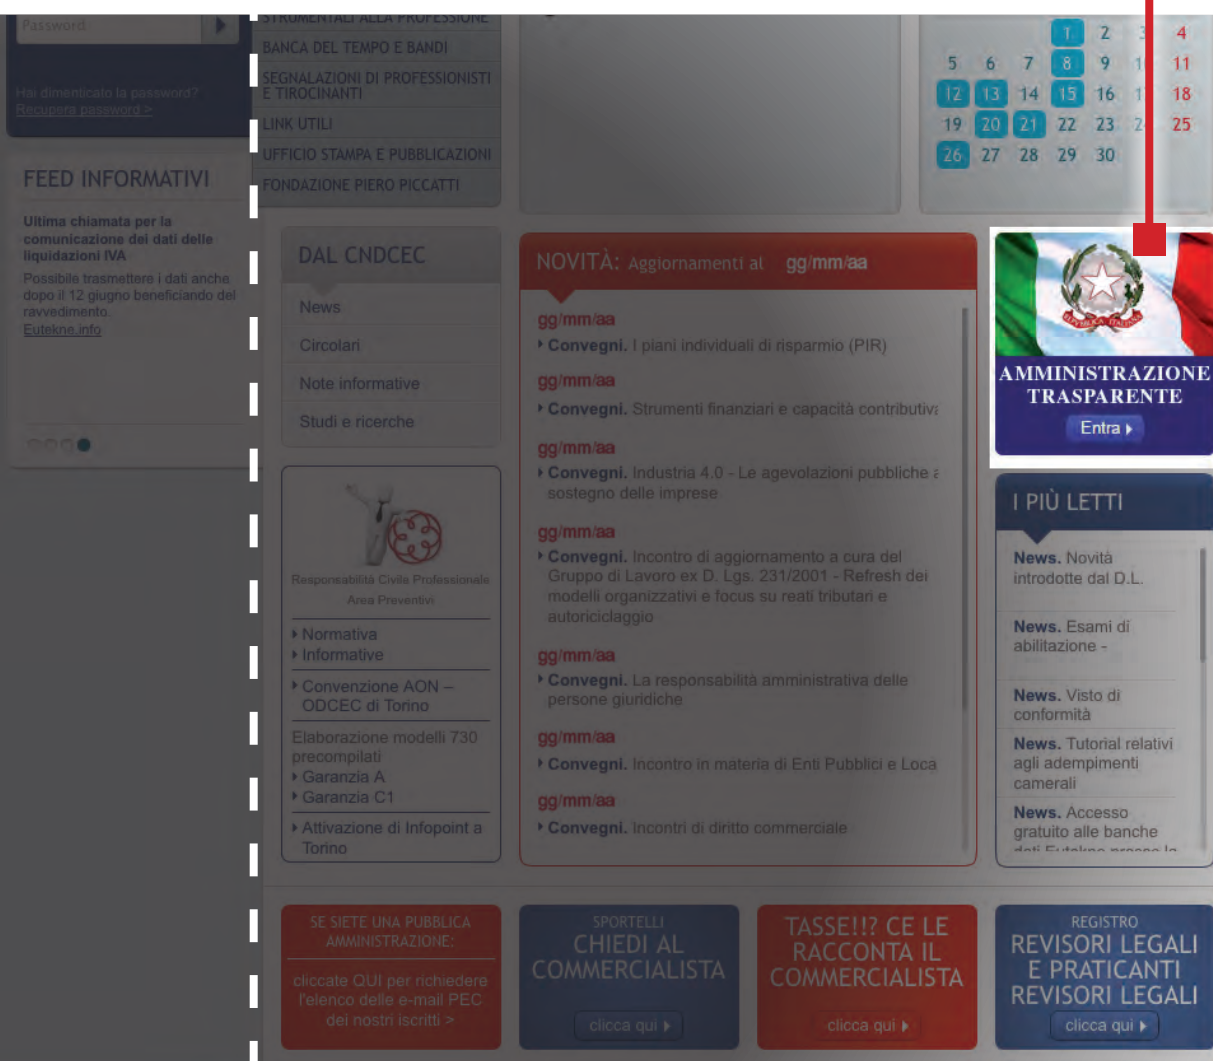 Password
Hai dimenticato la password?
Recupera password >
FEED INFORMATIVI
Ultima chiamata per la
comunicazione dei dati delle
liquidazioni IVA
Possibile trasmettere i dati anche
dopo il 12 giugno beneficiando del
ravvedimento.
Eutekne.info
STRUMENTALI ALLA PROFESSIONE
BANCA DEL TEMPO E BANDI
SEGNALAZIONI DI PROFESSIONISTI
E TIROCINANTI
LINK UTILI
UFFICIO STAMPA E PUBBLICAZIONI
FONDAZIONE PIERO PICCATTI
1 2 3 4
5 6 7 8 9 10 11
12 13 14 15 16 17 18
19 20 21 22 23 24 25
26 27 28 29 30
DAL CNDCEC
News
Circolari
Note informative
Studi e ricerche
Responsabilità Civile Professionale
Area Preventivi
Normativa
Informative
Convenzione AON –
ODCEC di Torino
Elaborazione modelli 730
precompilati
Garanzia A
Garanzia C1
Attivazione di Infopoint a
Torino
NOVITÀ: Aggiornamenti al gg/mm/aa
gg/mm/aa
Convegni. I piani individuali di risparmio (PIR)
gg/mm/aa
Convegni. Strumenti finanziari e capacità contributiva
gg/mm/aa
Convegni. Industria 4.0 - Le agevolazioni pubbliche a
sostegno delle imprese
gg/mm/aa
Convegni. Incontro di aggiornamento a cura del
Gruppo di Lavoro ex D. Lgs. 231/2001 - Refresh dei
modelli organizzativi e focus su reati tributari e
autoriciclaggio
gg/mm/aa
Convegni. La responsabilità amministrativa delle
persone giuridiche
gg/mm/aa
Convegni. Incontro in materia di Enti Pubblici e Loca
gg/mm/aa
Convegni. Incontri di diritto commerciale
REPVBBLICA ITALIANA
AMMINISTRAZIONE
TRASPARENTE
Entra
I PIÙ LETTI
News. Novità
introdotte dal D.L.
News. Esami di
abilitazione -
News. Visto di
conformità
News. Tutorial relativi
agli adempimenti
camerali
News. Accesso
gratuito alle banche
dati Eutekne presso la
SE SIETE UNA PUBBLICA
AMMINISTRAZIONE:
cliccate QUI per richiedere
l'elenco delle e-mail PEC
dei nostri iscritti >
SPORTELLI
CHIEDI AL
COMMERCIALISTA
clicca qui
TASSE!!? CE LE
RACCONTA IL
COMMERCIALISTA
clicca qui
REGISTRO
REVISORI LEGALI
E PRATICANTI
REVISORI LEGALI
clicca qui